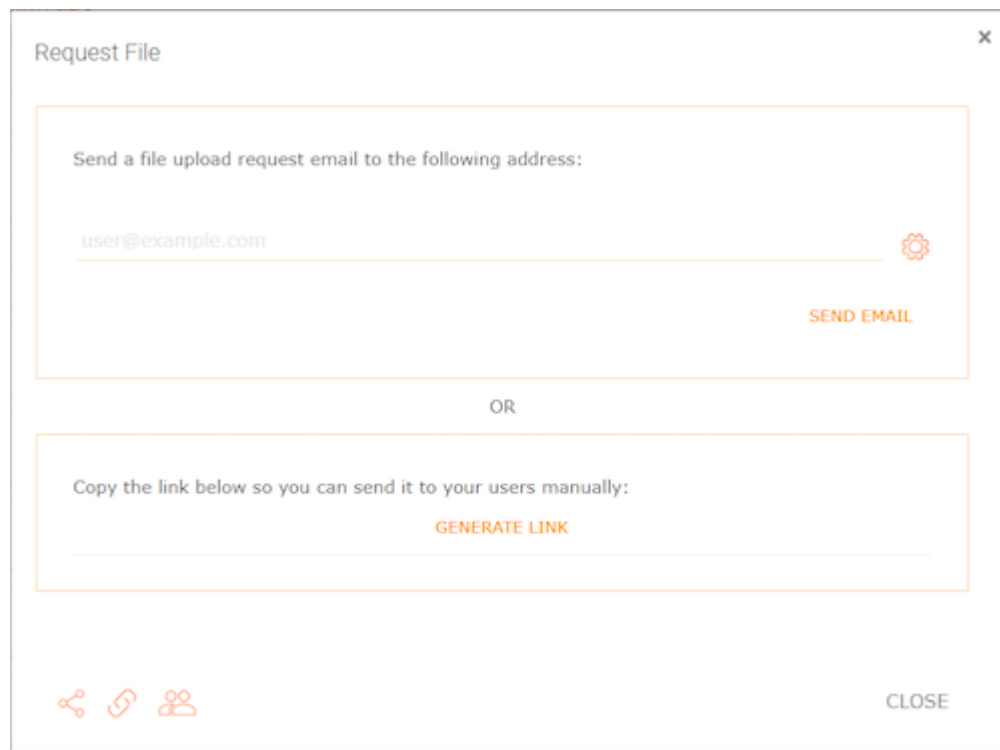 Request File
×
Send a file upload request email to the following address:
user@example.com
SEND EMAIL
OR
Copy the link below so you can send it to your users manually:
GENERATE LINK
CLOSE